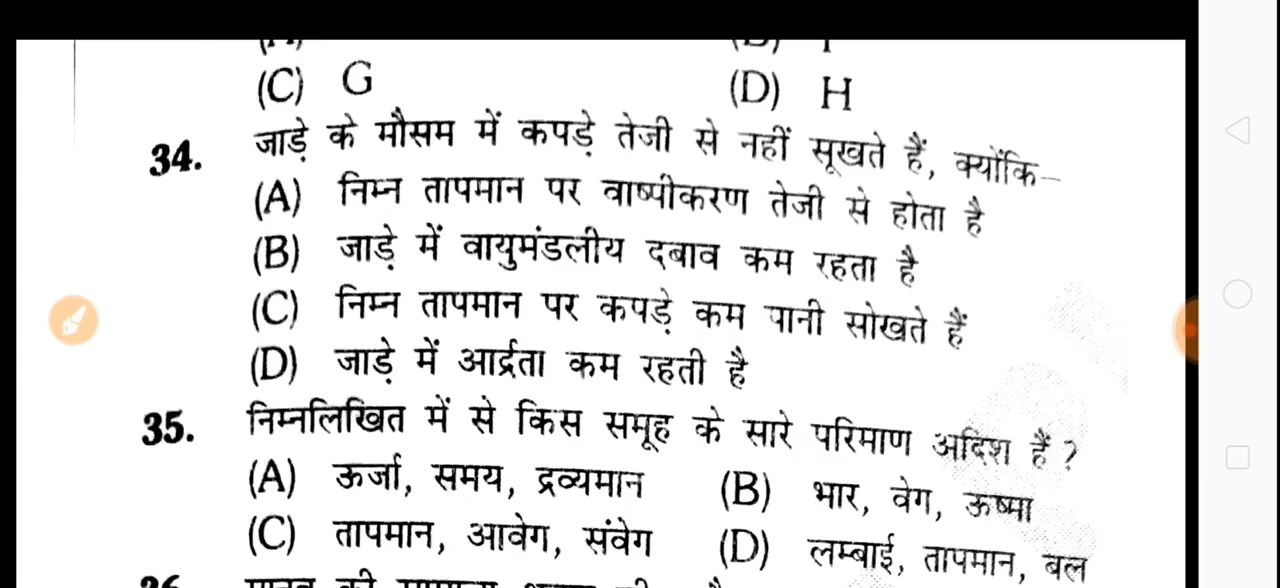 (C) G (D) H
34. जाड़े के मौसम में कपड़े तेजी से नहीं सूखते हैं, क्योंकि–
(A) निम्न तापमान पर वाष्पीकरण तेजी से होता है
(B) जाड़े में वायुमंडलीय दबाव कम रहता है
(C) निम्न तापमान पर कपड़े कम पानी सोखते हैं
(D) जाड़े में आर्द्रता कम रहती है
35. निम्नलिखित में से किस समूह के सारे परिमाण अदिश हैं ?
(A) ऊर्जा, समय, द्रव्यमान (B) भार, वेग, ऊष्मा
(C) तापमान, आवेग, संवेग (D) लम्बाई, तापमान, बल